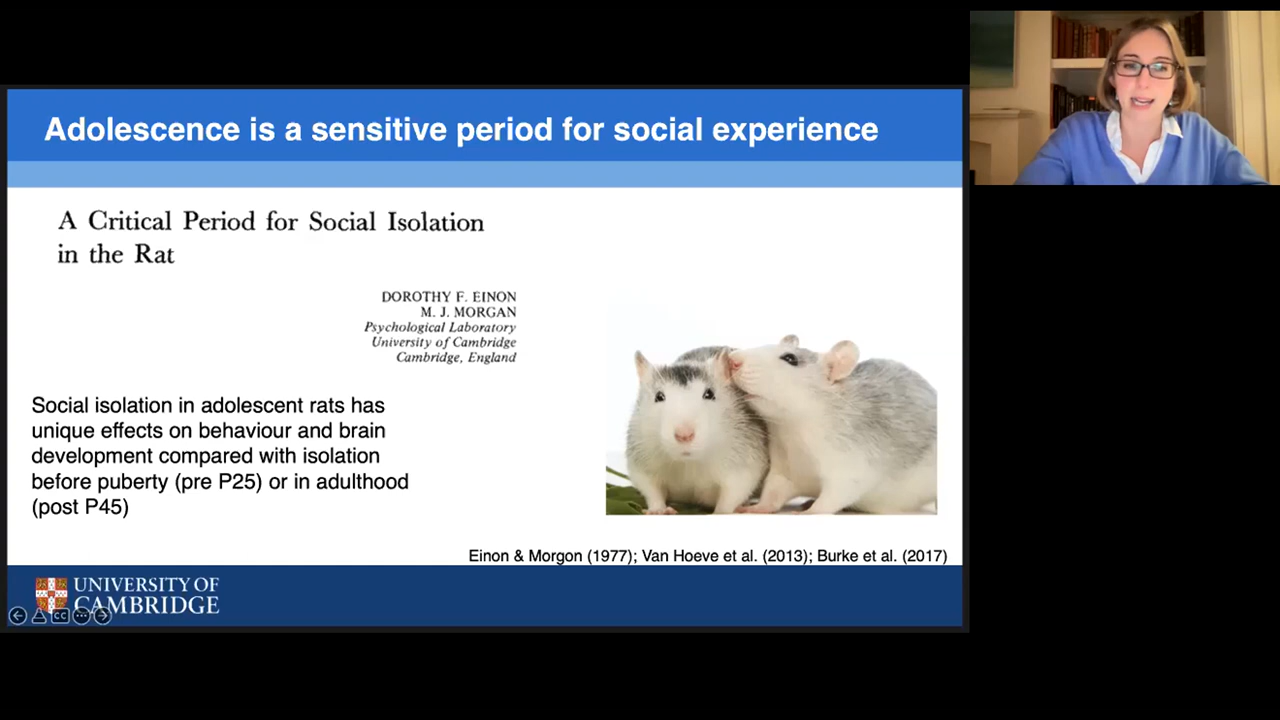 Adolescence is a sensitive period for social experience
A Critical Period for Social Isolation
in the Rat
DOROTHY F. EINON
M. J. MORGAN
Psychological Laboratory
University of Cambridge
Cambridge, England
Social isolation in adolescent rats has
unique effects on behaviour and brain
development compared with isolation
before puberty (pre P25) or in adulthood
(post P45)
Einon & Morgon (1977); Van Hoeve et al. (2013); Burke et al. (2017)
UNIVERSITY OF
CAMBRIDGE
CC